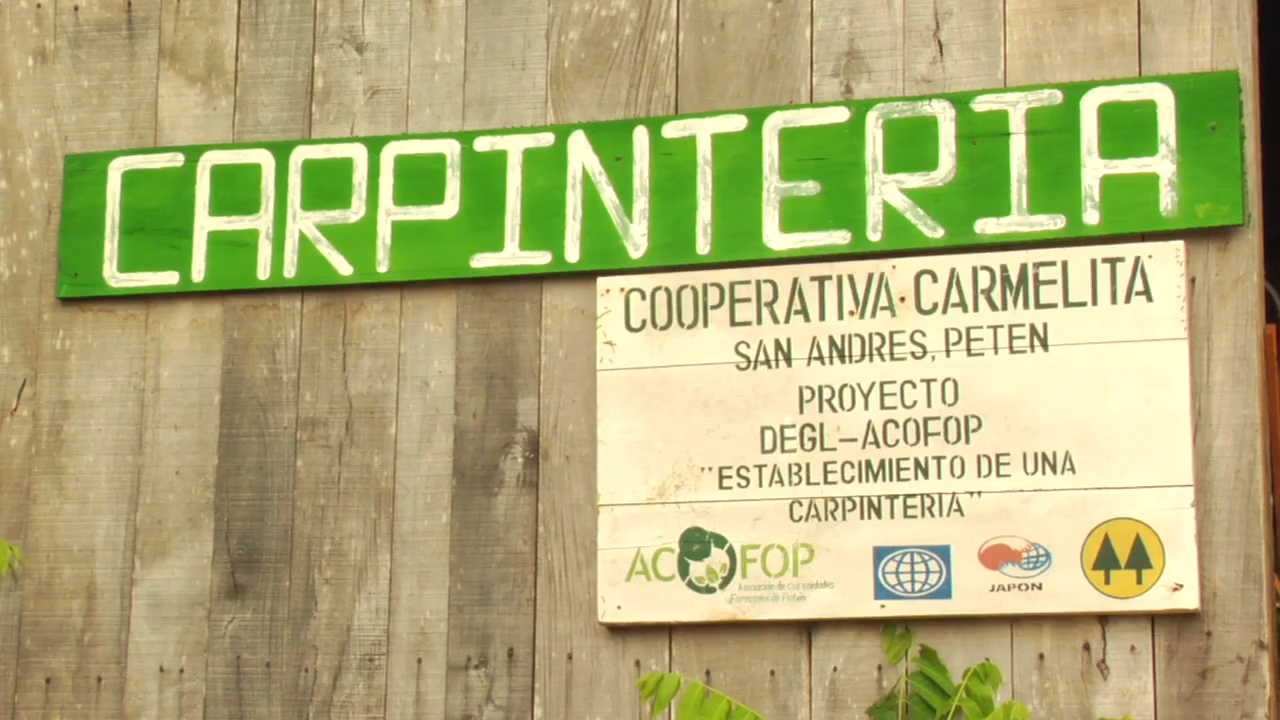 CARPINTERIA
COOPERATIVA CARMELITA
SAN ANDRES, PETEN
PROYECTO
DEGL-ACOFOP
"ESTABLECIMIENTO DE UNA
CARPINTERIA"
ACOFOP
Asociación de Comunidades
Forestales de Petén
JAPON